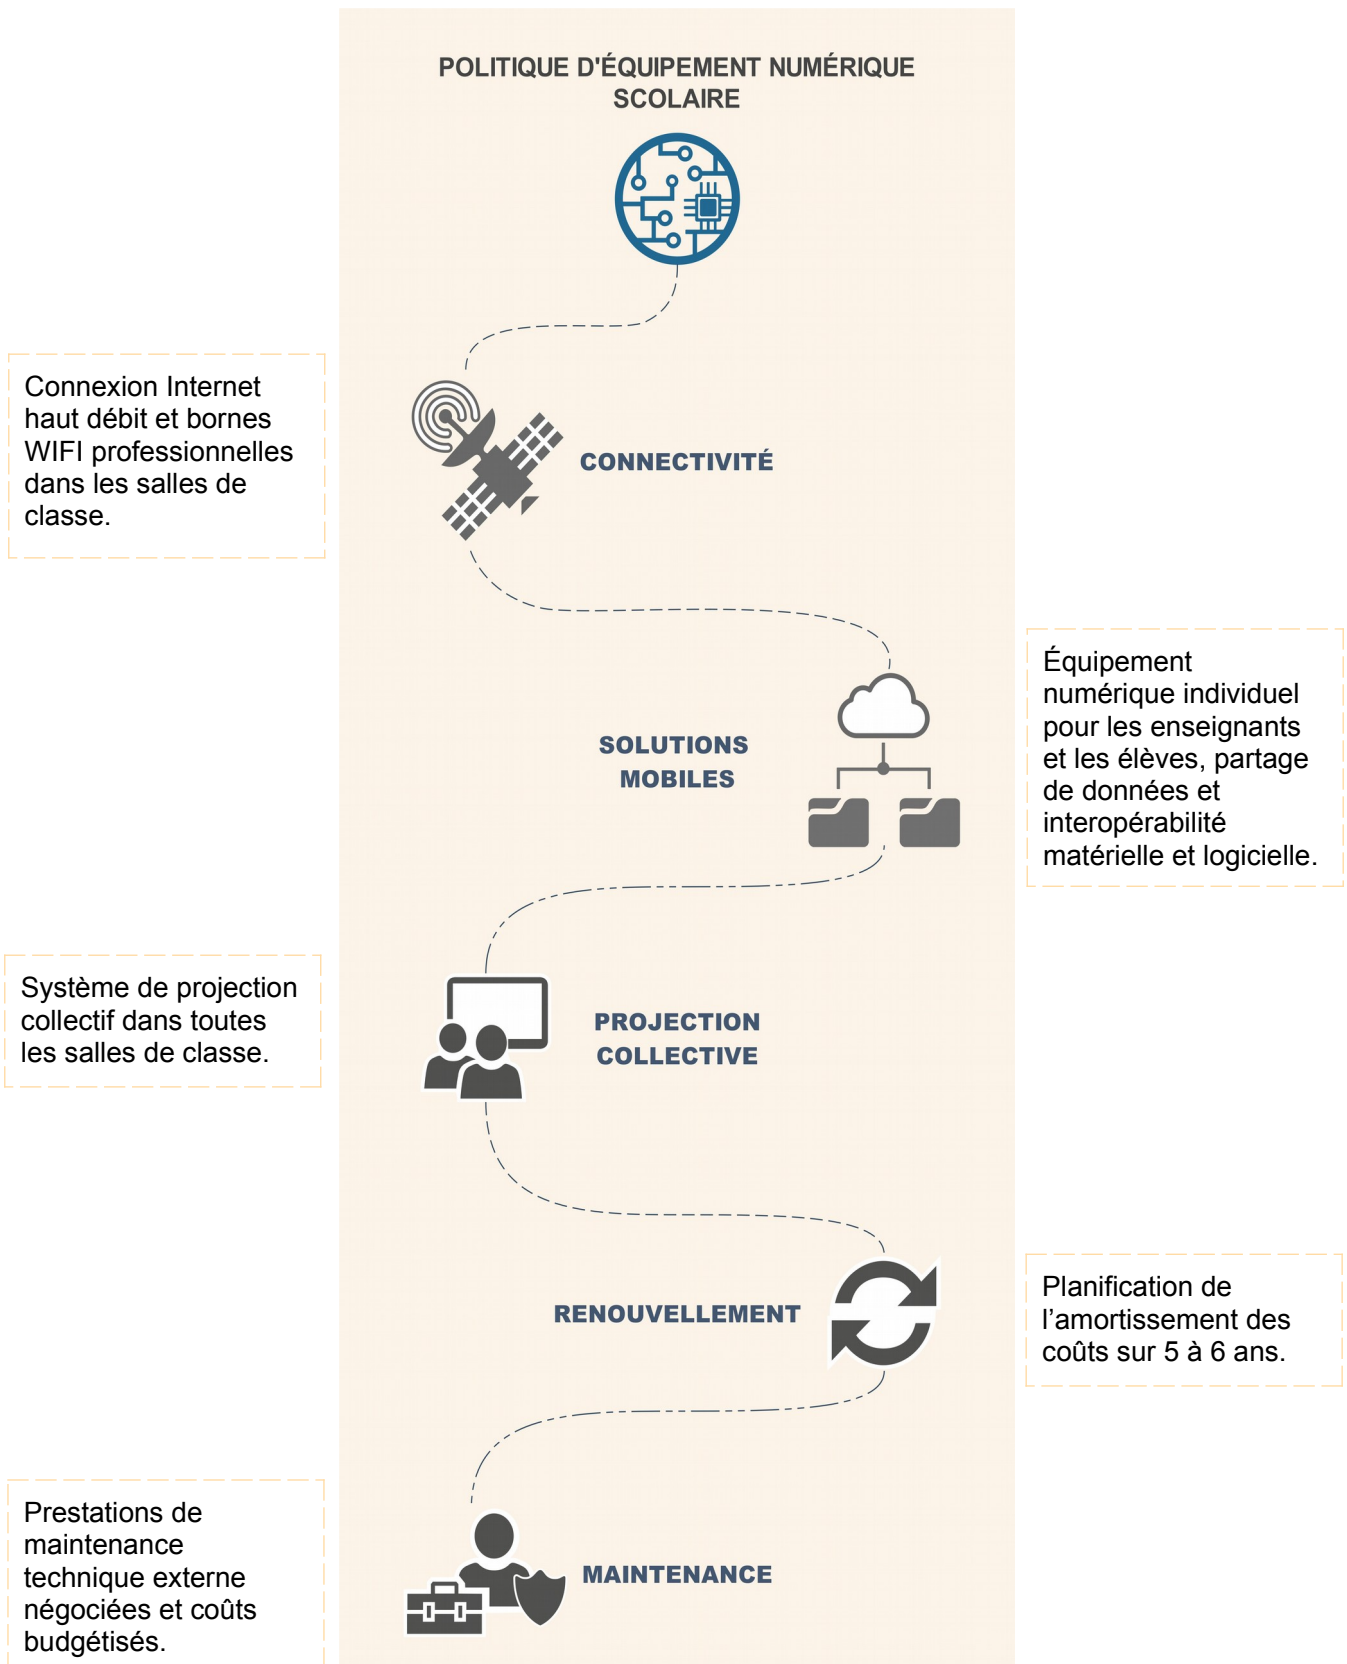 POLITIQUE D'ÉQUIPEMENT NUMÉRIQUE
SCOLAIRE
Connexion Internet
haut débit et bornes
WIFI professionnelles
dans les salles de
classe.
CONNECTIVITÉ
SOLUTIONS
MOBILES
Équipement
numérique individuel
pour les enseignants
et les élèves, partage
de données et
interopérabilité
matérielle et logicielle.
Système de projection
collectif dans toutes
les salles de classe.
PROJECTION
COLLECTIVE
RENOUVELLEMENT
Planification de
l’amortissement des
coûts sur 5 à 6 ans.
Prestations de
maintenance
technique externe
négociées et coûts
budgétisés.
MAINTENANCE